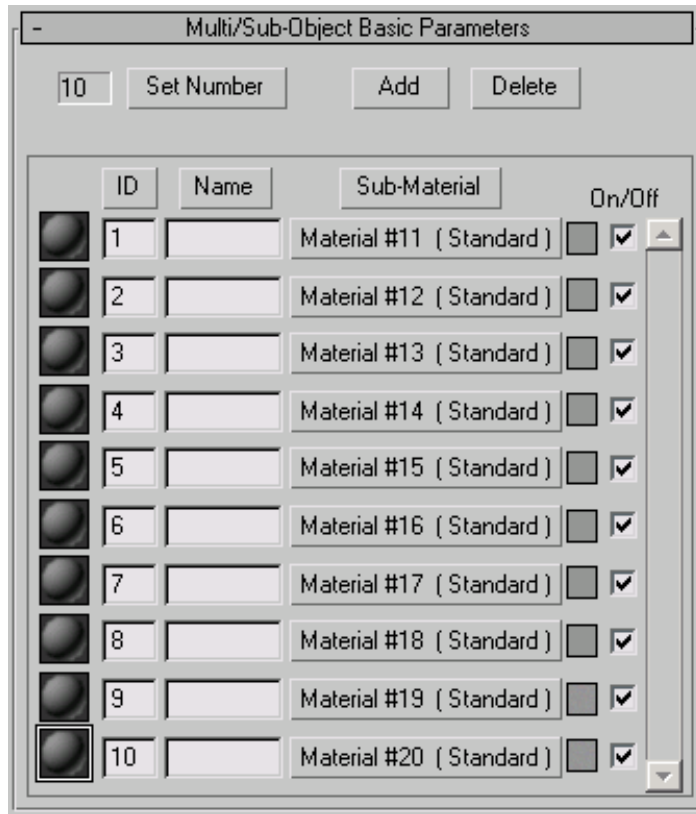 - Multi/Sub-Object Basic Parameters
10 Set Number Add Delete
ID Name Sub-Material On/Off
1 Material #11 ( Standard )
2 Material #12 ( Standard )
3 Material #13 ( Standard )
4 Material #14 ( Standard )
5 Material #15 ( Standard )
6 Material #16 ( Standard )
7 Material #17 ( Standard )
8 Material #18 ( Standard )
9 Material #19 ( Standard )
10 Material #20 ( Standard )